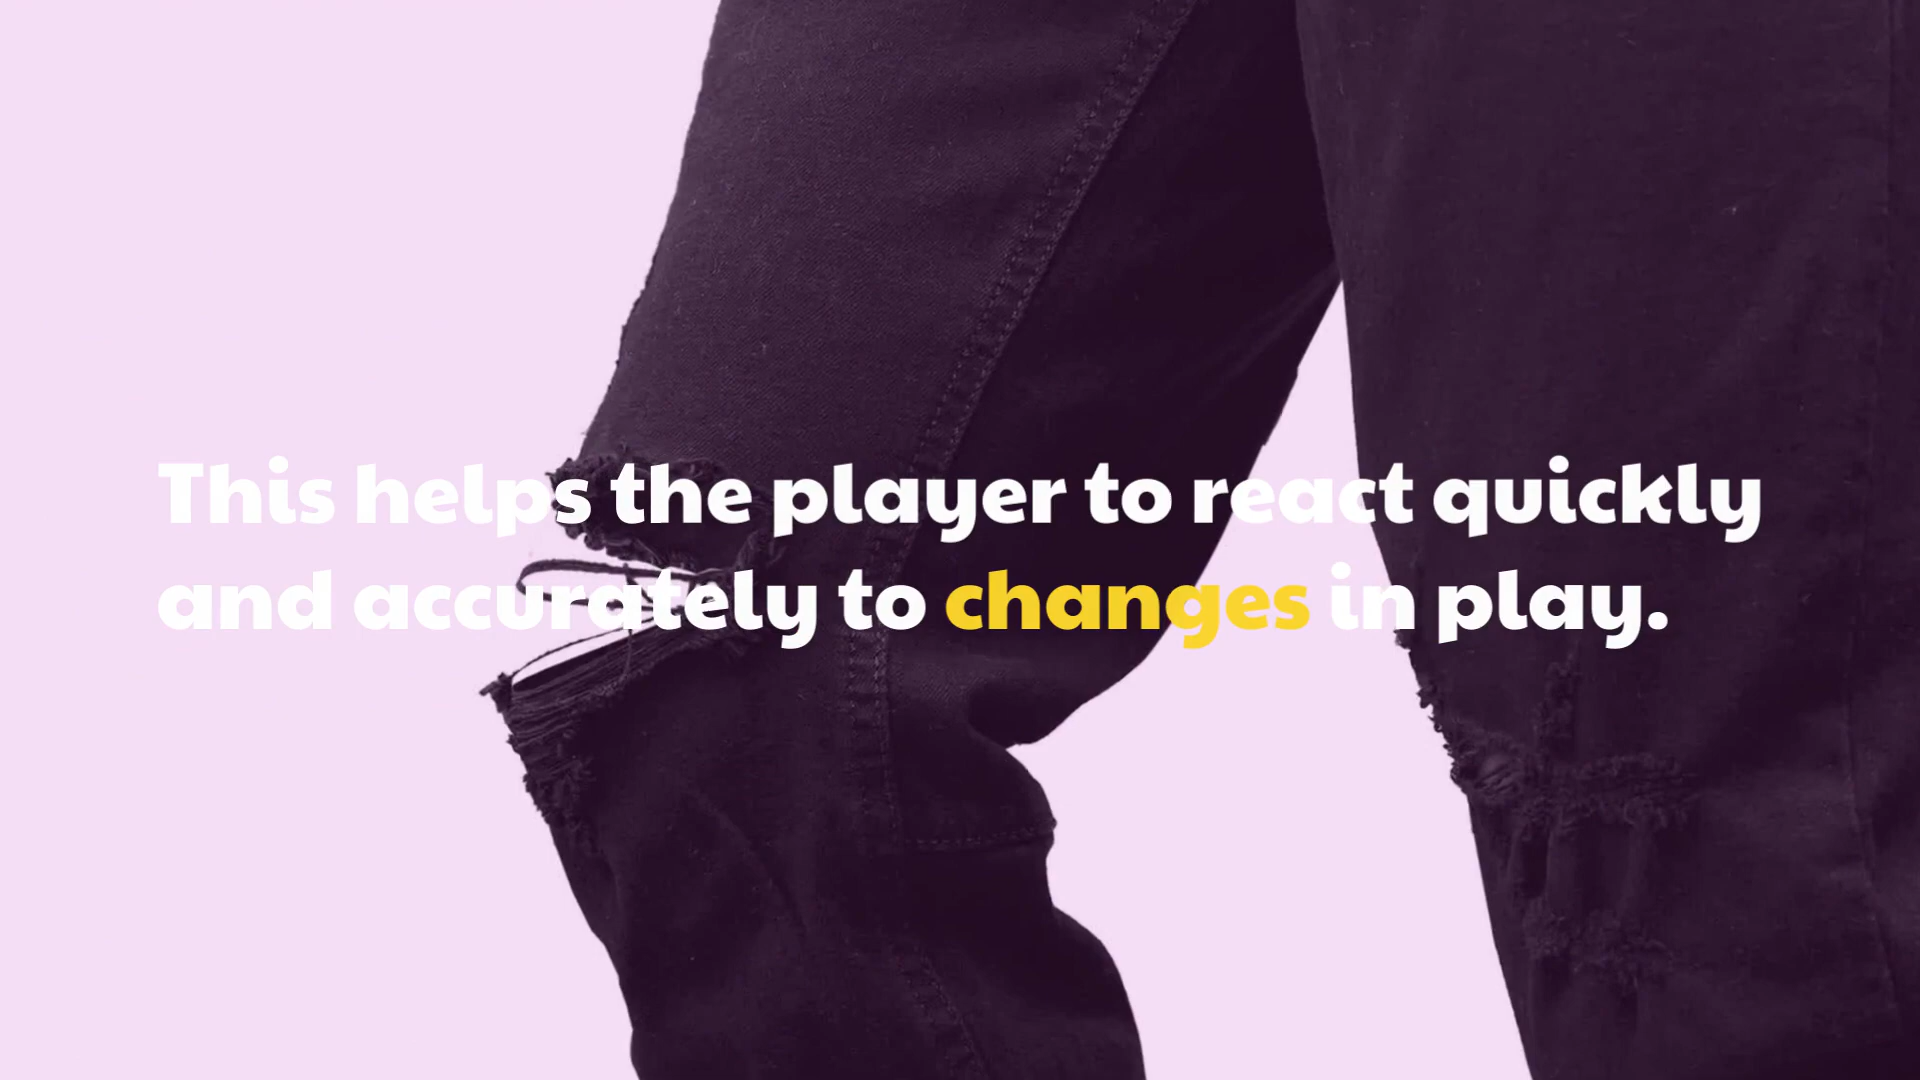 This helps the player to react quickly
and accurately to changes in play.